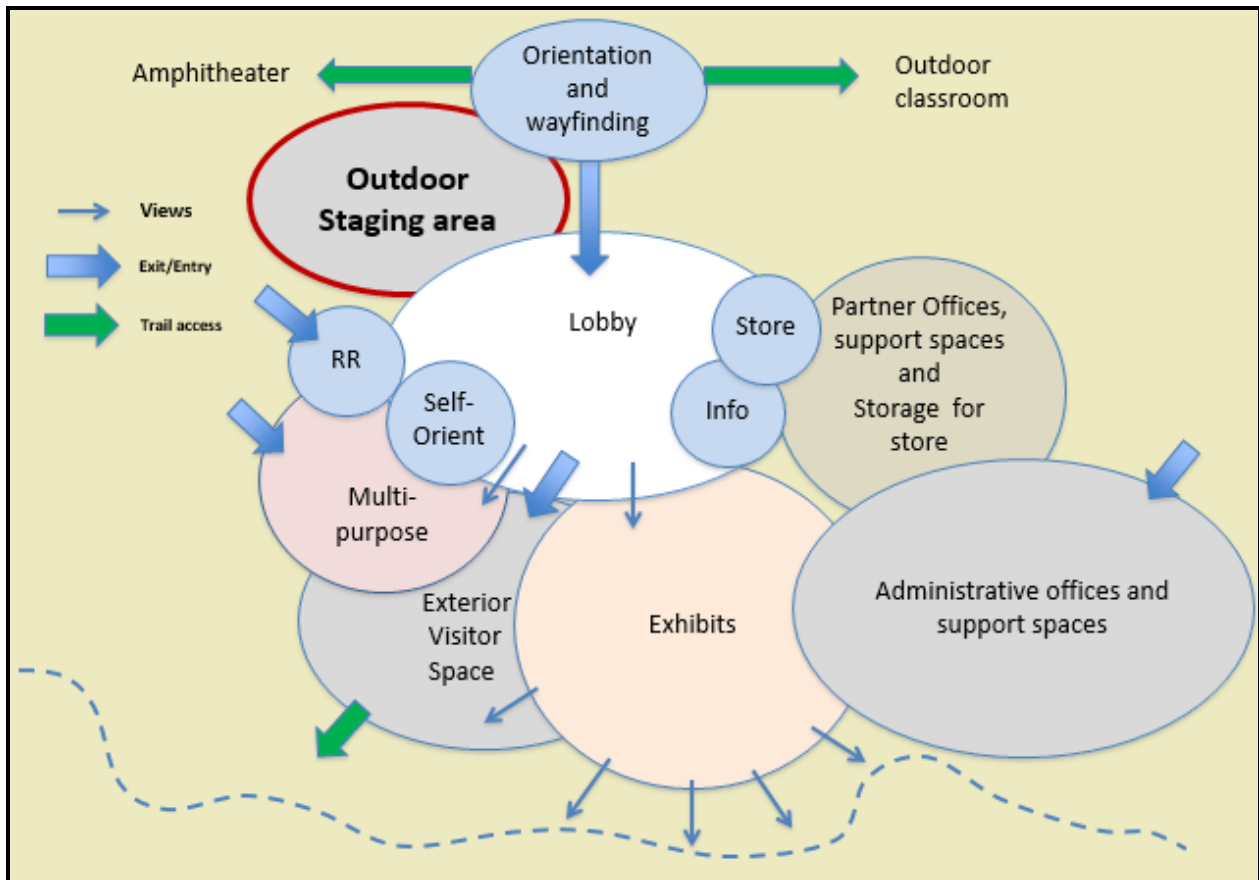 Orientation
and
wayfinding
Amphitheater
Outdoor
classroom
Outdoor
Staging area
Views
Exit/Entry
Trail access
Lobby
Store
Partner Offices,
support spaces
and
Storage for
store
RR
Self-
Orient
Info
Multi-
purpose
Exterior
Visitor
Space
Exhibits
Administrative offices and
support spaces